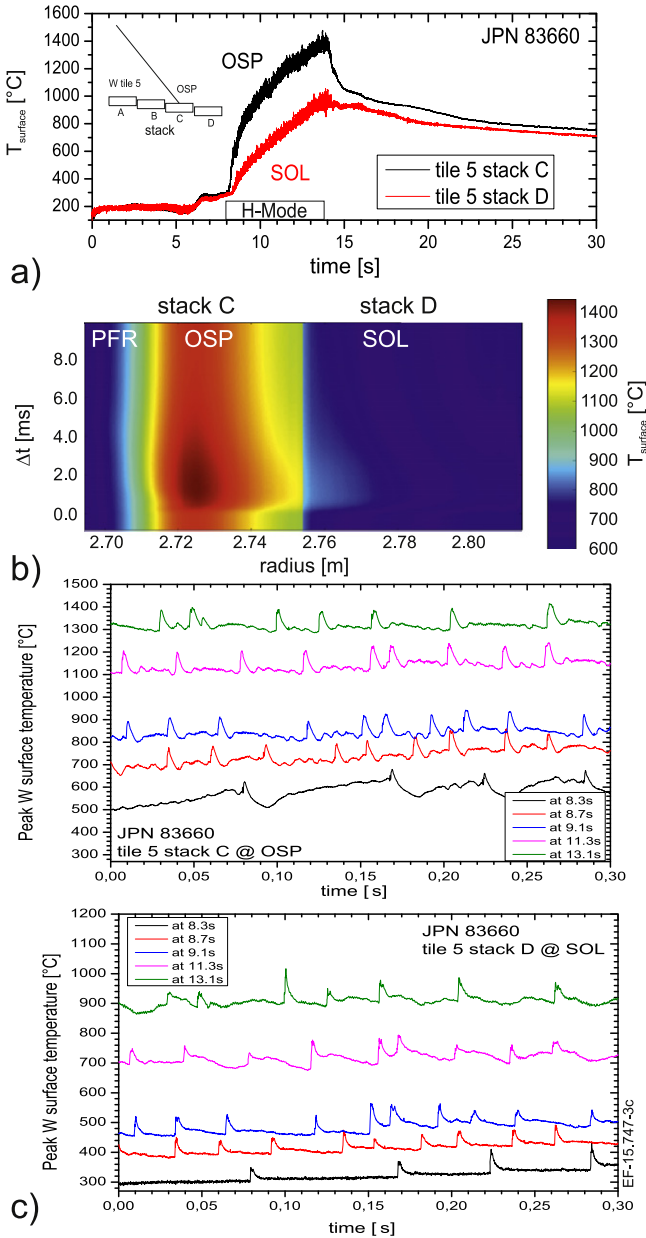 1600
1400
1200
1000
800
600
400
200
T surface [°C]
JPN 83660
OSP
W tile 5
OSP
A B C D
stack
SOL
tile 5 stack C
tile 5 stack D
H-Mode
0 5 10 15 20 25 30
time [s]
a)
stack C stack D
PFR OSP SOL
8.0
6.0
4.0
2.0
0.0
Δt [ms]
2.70 2.72 2.74 2.76 2.78 2.80
radius [m]
1400
1300
1200
1100
1000
900
800
700
600
T surface [°C]
b)
1500
1400
1300
1200
1100
1000
900
800
700
600
500
400
300
Peak W surface temperature [°C]
JPN 83660
tile 5 stack C @ OSP
at 8.3s
at 8.7s
at 9.1s
at 11.3s
at 13.1s
0,00 0,05 0,10 0,15 0,20 0,25 0,30
time [s]
1200
1100
1000
900
800
700
600
500
400
300
Peak W surface temperature [°C]
at 8.3s
at 8.7s
at 9.1s
at 11.3s
at 13.1s
JPN 83660
tile 5 stack D @ SOL
EF-15.747-3c
0,00 0,05 0,10 0,15 0,20 0,25 0,30
time [s]
c)